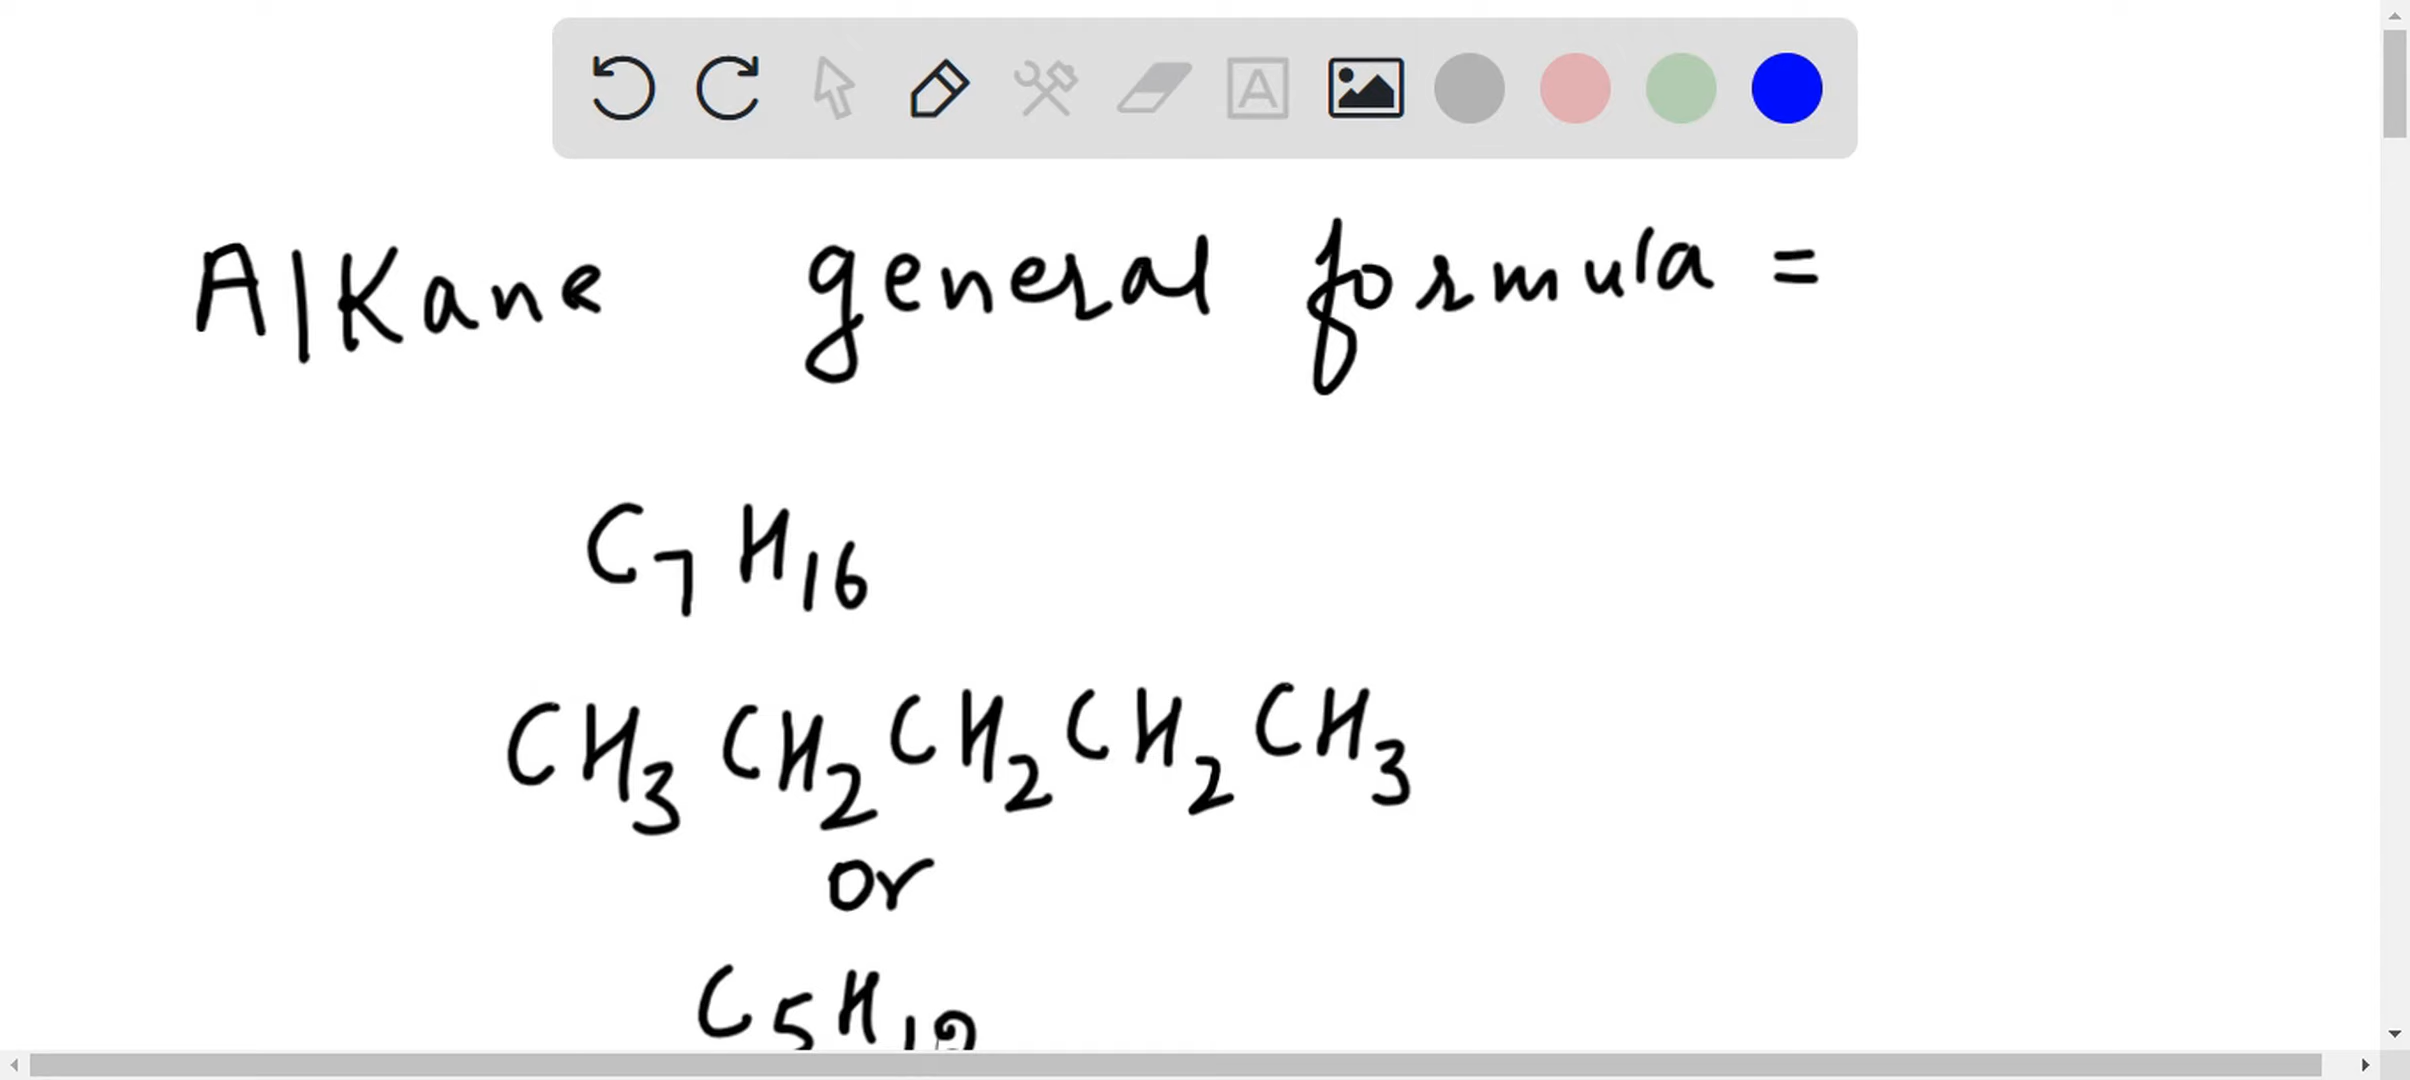 Alkane general formula =
C7H16
CH3CH2CH2CH2CH3
or
C5H12